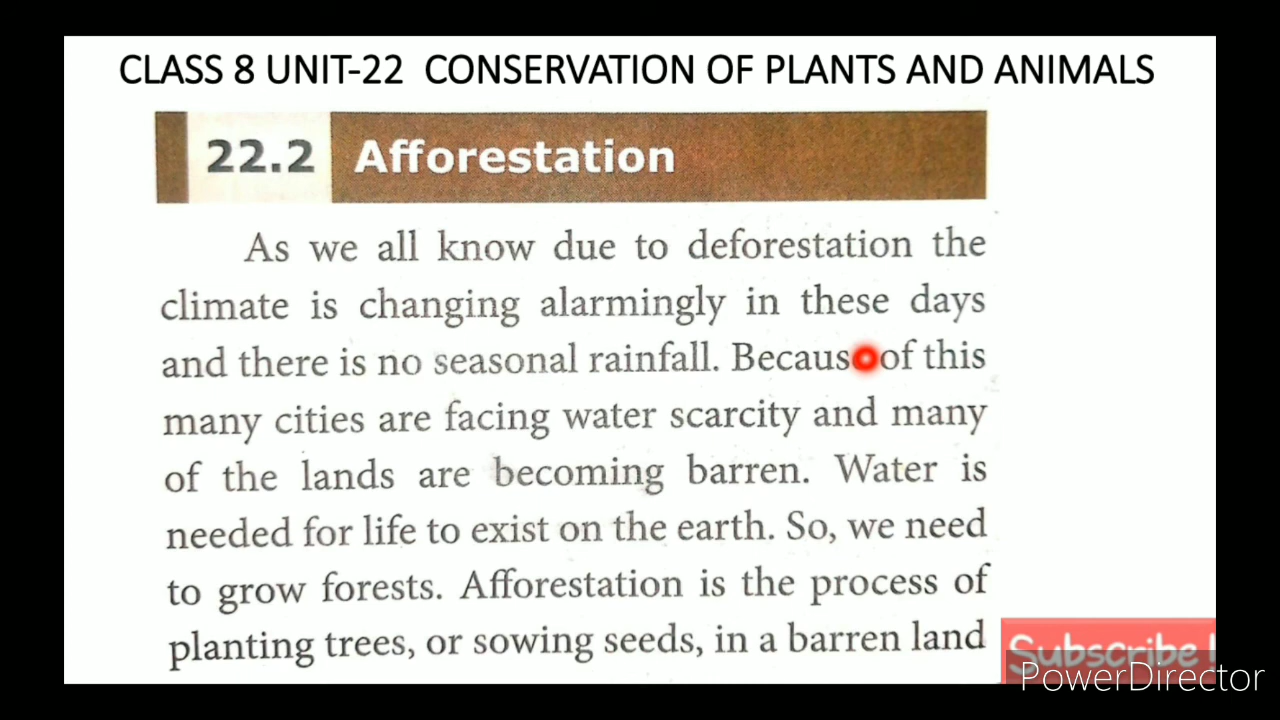 CLASS 8 UNIT-22 CONSERVATION OF PLANTS AND ANIMALS
22.2 Afforestation
As we all know due to deforestation the
climate is changing alarmingly in these days
and there is no seasonal rainfall. Becaus of this
many cities are facing water scarcity and many
of the lands are becoming barren. Water is
needed for life to exist on the earth. So, we need
to grow forests. Afforestation is the process of
planting trees, or sowing seeds, in a barren land
Subscribe !
PowerDirector